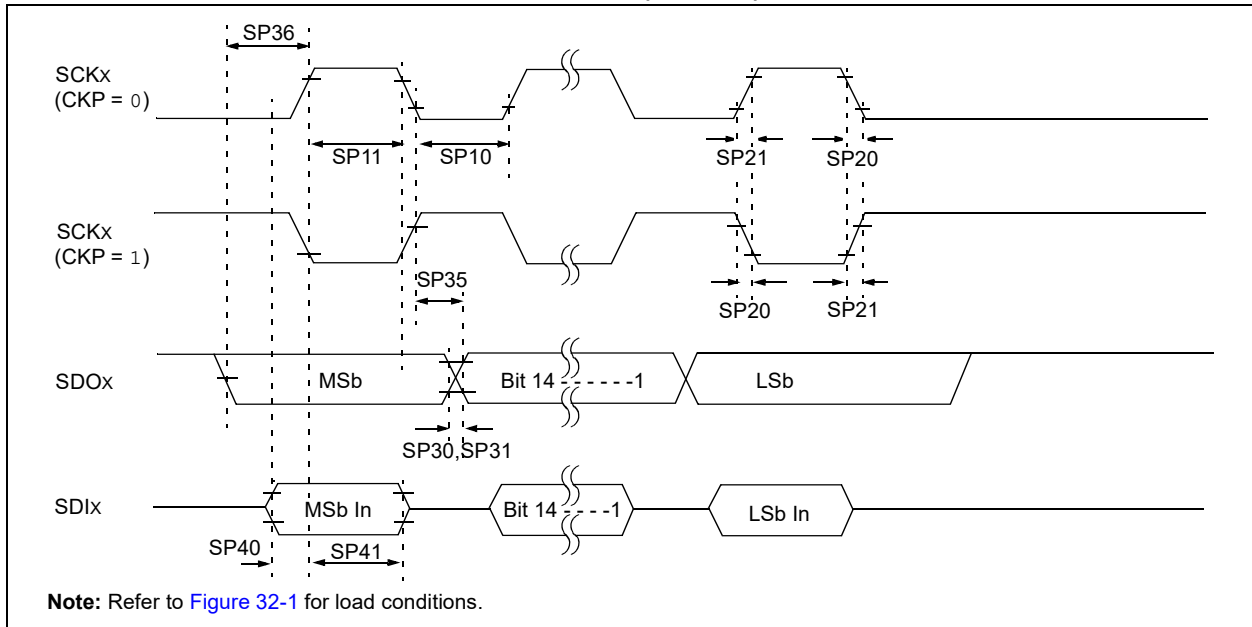 SP36
SCKx
(CKP = 0)
SP11
SP10
SP21
SP20
SCKx
(CKP = 1)
SP35
SP20
SP21
SDOx
MSb
Bit 14 - - - - - -1
LSb
SP30,SP31
SDIx
MSb In
Bit 14 - - - -1
LSb In
SP40
SP41
Note: Refer to Figure 32-1 for load conditions.